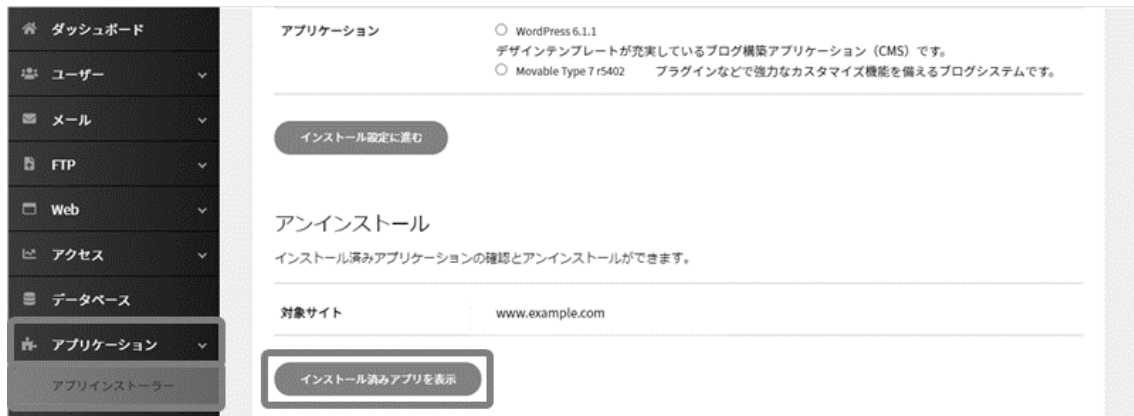 ダッシュボード
ユーザー
メール
FTP
Web
アクセス
データベース
アプリケーション
アプリインストーラー
アプリケーション
WordPress 6.1.1
デザインテンプレートが充実しているブログ構築アプリケーション（CMS）です。
Movable Type 7 r5402 プラグインなどで強力なカスタマイズ機能を備えるブログシステムです。
インストール設定に進む
アンインストール
インストール済みアプリケーションの確認とアンインストールができます。
対象サイト www.example.com
インストール済みアプリを表示